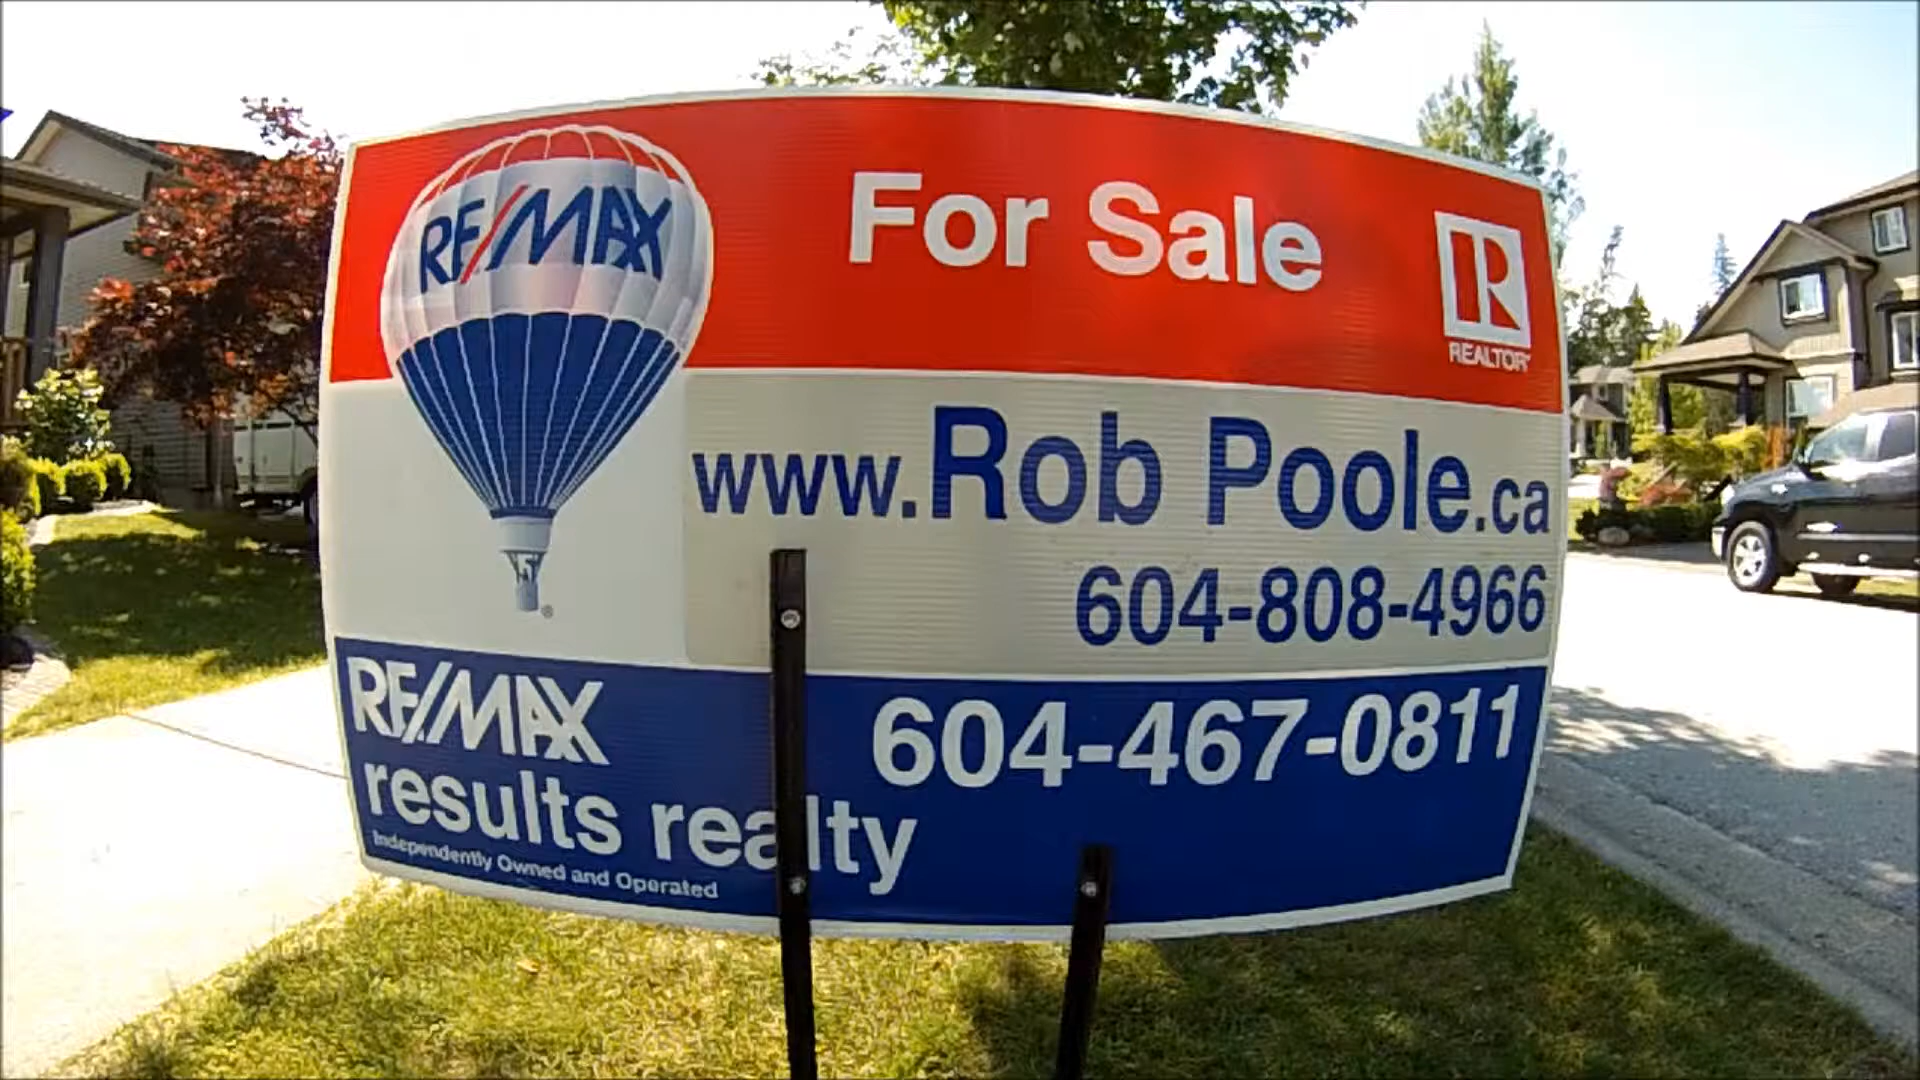 RE/MAX
For Sale
R
REALTOR®
www.Rob Poole.ca
604-808-4966
RE/MAX
604-467-0811
results realty
Independently Owned and Operated